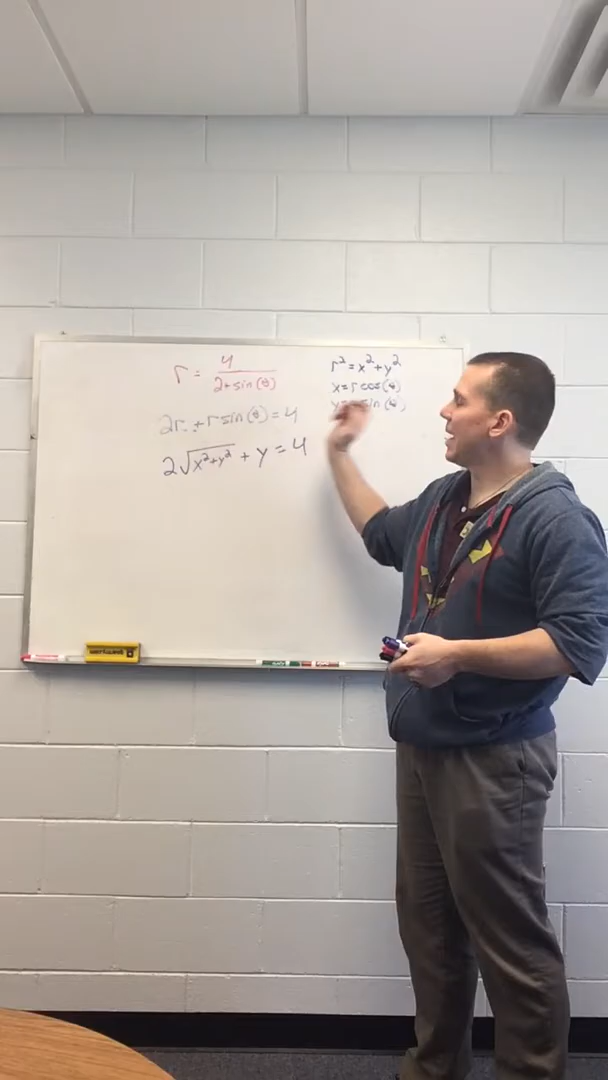 r = 4/(2+sin(θ))
2r + r sin(θ) = 4
2√(x²+y²) + y = 4
r² = x² + y²
x = r cos(θ)
y = sin(θ)